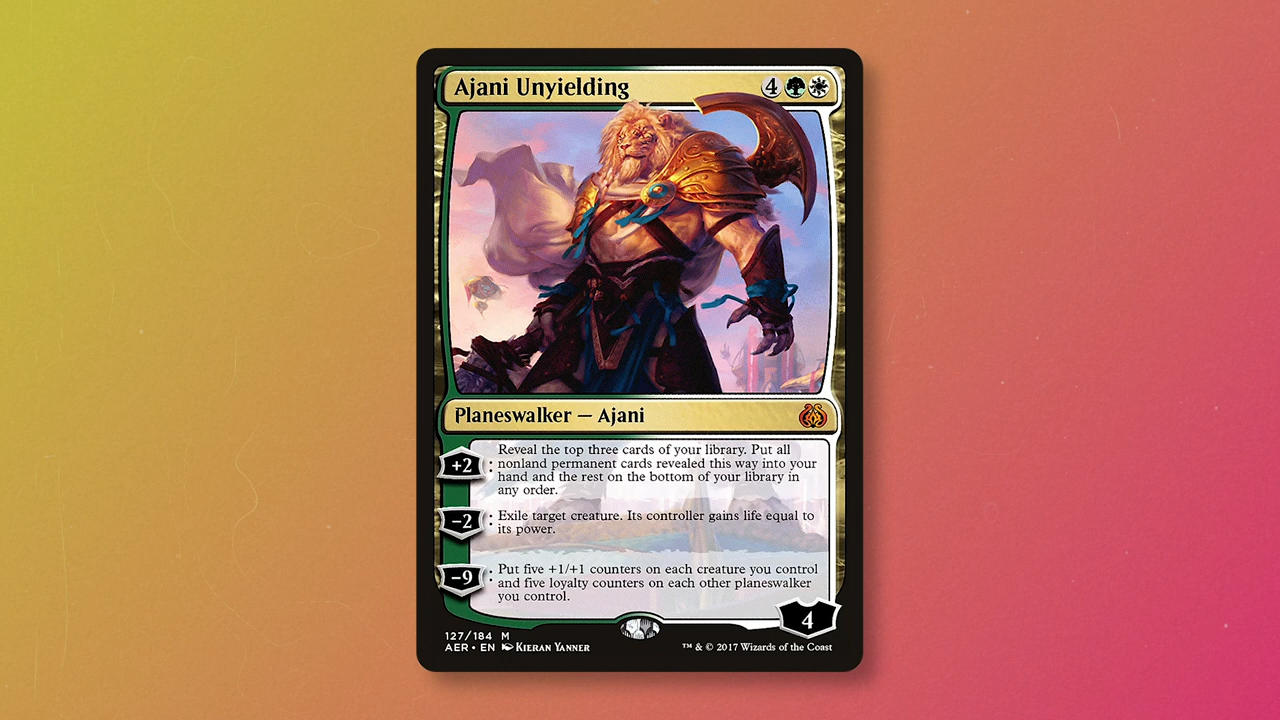 Ajani Unyielding 4
Planeswalker — Ajani
+2: Reveal the top three cards of your library. Put all
nonland permanent cards revealed this way into your
hand and the rest on the bottom of your library in
any order.
−2: Exile target creature. Its controller gains life equal to
its power.
−9: Put five +1/+1 counters on each creature you control
and five loyalty counters on each other planeswalker
you control.
4
127/184 M
AER • EN Kieran Yanner ™ & © 2017 Wizards of the Coast